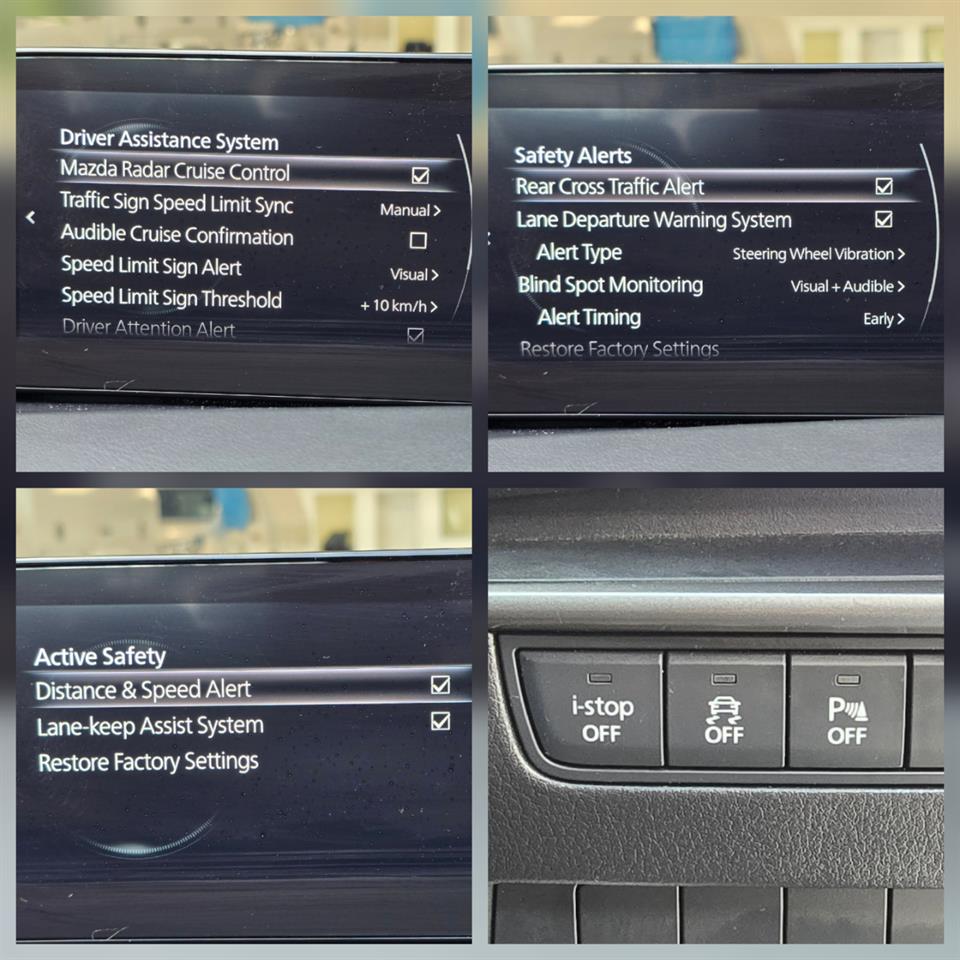 Driver Assistance System
Mazda Radar Cruise Control
Traffic Sign Speed Limit Sync Manual
Audible Cruise Confirmation
Speed Limit Sign Alert Visual
Speed Limit Sign Threshold + 10 km/h
Driver Attention Alert
Safety Alerts
Rear Cross Traffic Alert
Lane Departure Warning System
Alert Type Steering Wheel Vibration
Blind Spot Monitoring Visual + Audible
Alert Timing Early
Restore Factory Settings
Active Safety
Distance & Speed Alert
Lane-keep Assist System
Restore Factory Settings
i-stop
OFF
OFF
P
OFF